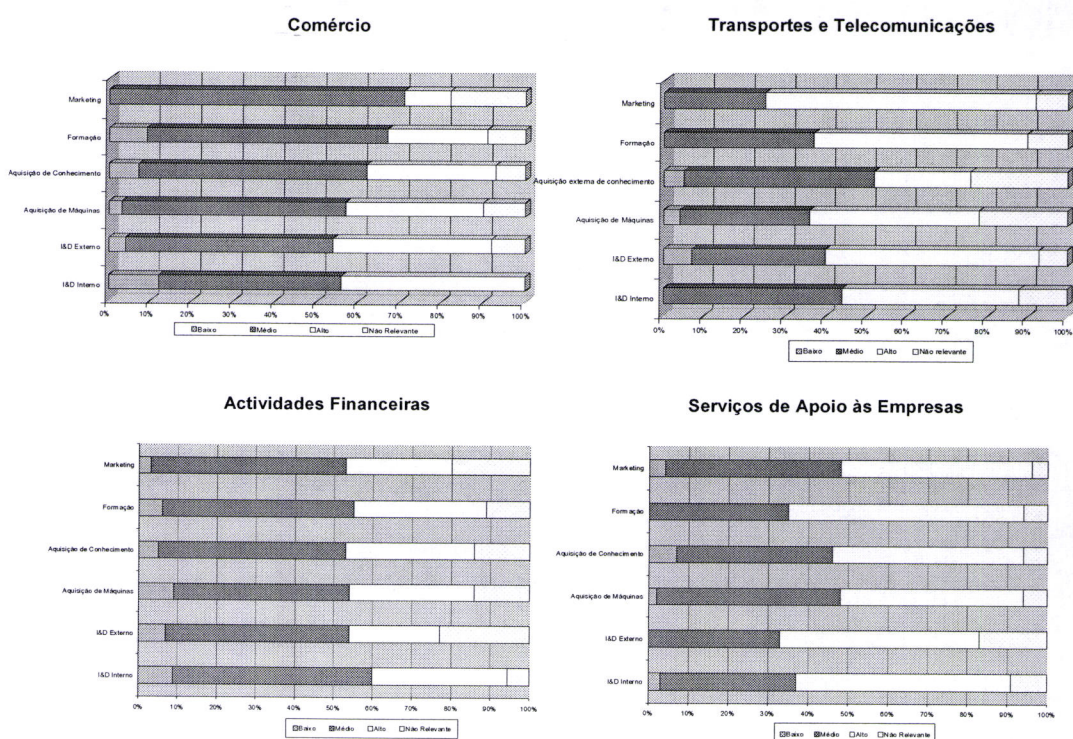 Comércio
Marketing
Formação
Aquisição de Conhecimento
Aquisição de Máquinas
I&D Externo
I&D Interno
0% 10% 20% 30% 40% 50% 60% 70% 80% 90% 100%
Baixo Médio Alto Não Relevante
Transportes e Telecomunicações
Marketing
Formação
Aquisição externa de conhecimento
Aquisição de Máquinas
I&D Externo
I&D Interno
0% 10% 20% 30% 40% 50% 60% 70% 80% 90% 100%
Baixo Médio Alto Não relevante
Actividades Financeiras
Marketing
Formação
Aquisição de Conhecimento
Aquisição de Máquinas
I&D Externo
I&D Interno
0% 10% 20% 30% 40% 50% 60% 70% 80% 90% 100%
Baixo Médio Alto Não Relevante
Serviços de Apoio às Empresas
Marketing
Formação
Aquisição de Conhecimento
Aquisição de Máquinas
I&D Externo
I&D Interno
0% 10% 20% 30% 40% 50% 60% 70% 80% 90% 100%
Baixo Médio Alto Não Relevante